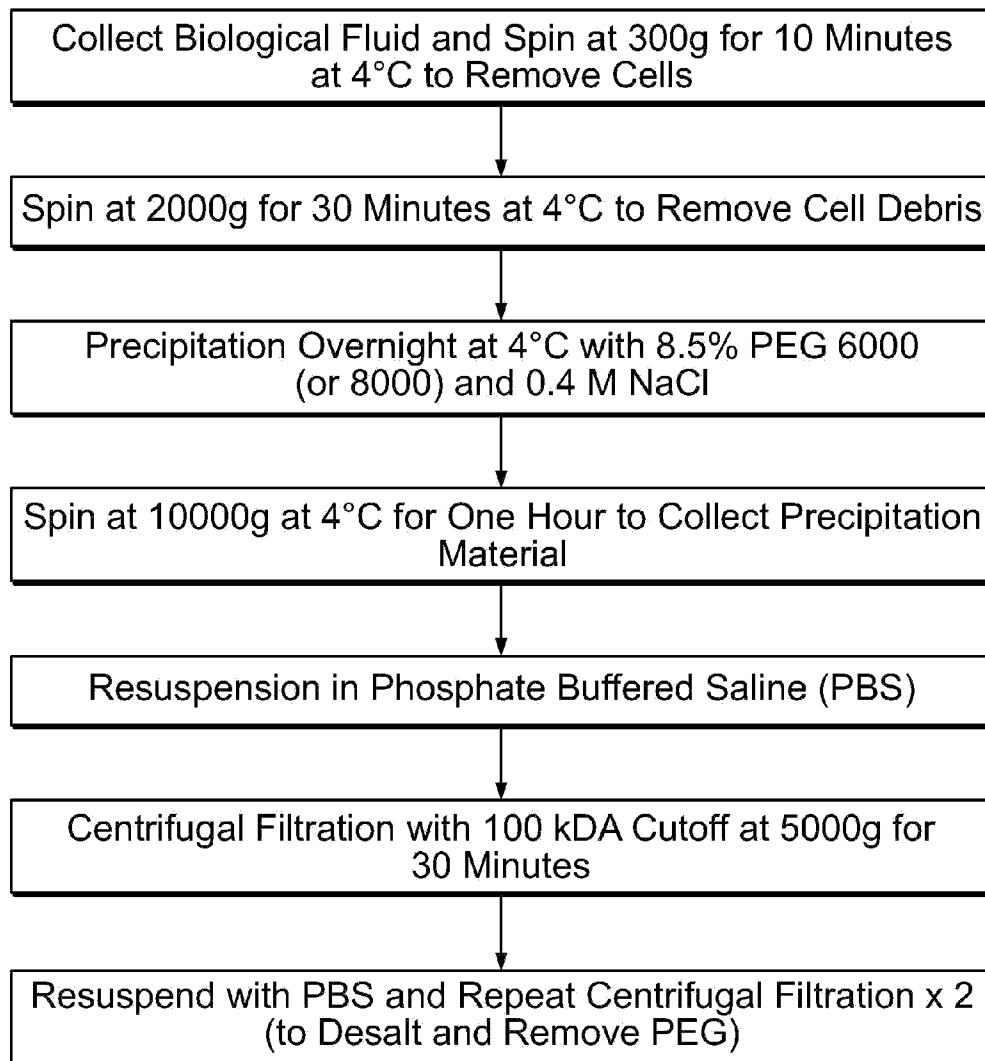 Collect Biological Fluid and Spin at 300g for 10 Minutes
at 4°C to Remove Cells
Spin at 2000g for 30 Minutes at 4°C to Remove Cell Debris
Precipitation Overnight at 4°C with 8.5% PEG 6000
(or 8000) and 0.4 M NaCl
Spin at 10000g at 4°C for One Hour to Collect Precipitation
Material
Resuspension in Phosphate Buffered Saline (PBS)
Centrifugal Filtration with 100 kDA Cutoff at 5000g for
30 Minutes
Resuspend with PBS and Repeat Centrifugal Filtration x 2
(to Desalt and Remove PEG)